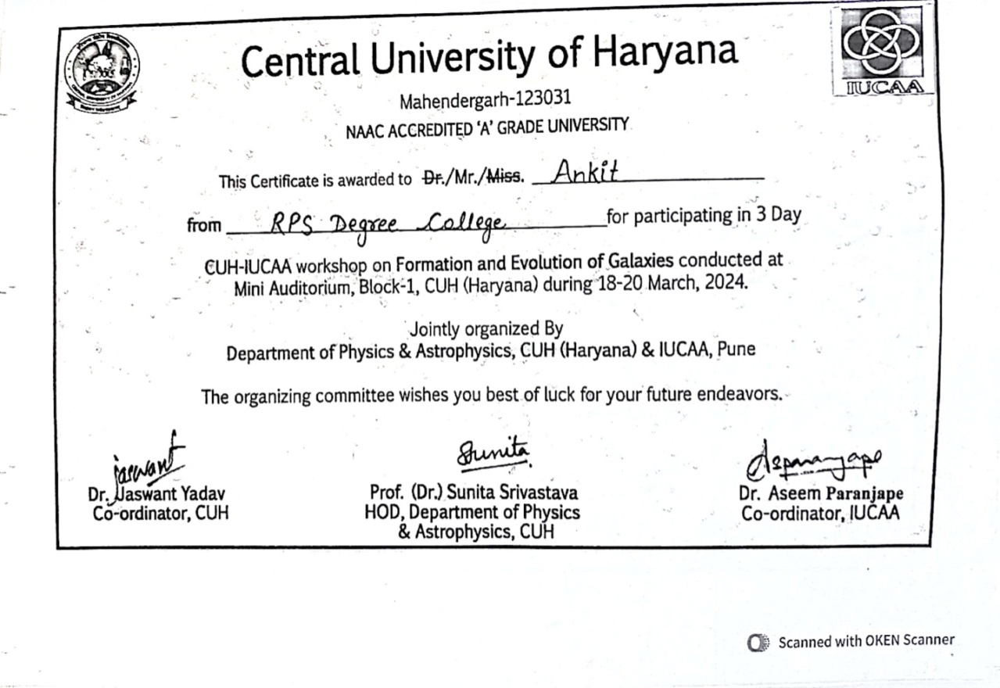 Central University of Haryana
IUCAA
Mahendergarh-123031
NAAC ACCREDITED 'A' GRADE UNIVERSITY
This Certificate is awarded to Dr./Mr./Miss. Ankit
from RPS Degree College for participating in 3 Day
CUH-IUCAA workshop on Formation and Evolution of Galaxies conducted at
Mini Auditorium, Block-1, CUH (Haryana) during 18-20 March, 2024.
Jointly organized By
Department of Physics & Astrophysics, CUH (Haryana) & IUCAA, Pune
The organizing committee wishes you best of luck for your future endeavors.
jaswant Sunita. Aparanjape
Dr. Jaswant Yadav Prof. (Dr.) Sunita Srivastava Dr. Aseem Paranjape
Co-ordinator, CUH HOD, Department of Physics Co-ordinator, IUCAA
& Astrophysics, CUH
Scanned with OKEN Scanner